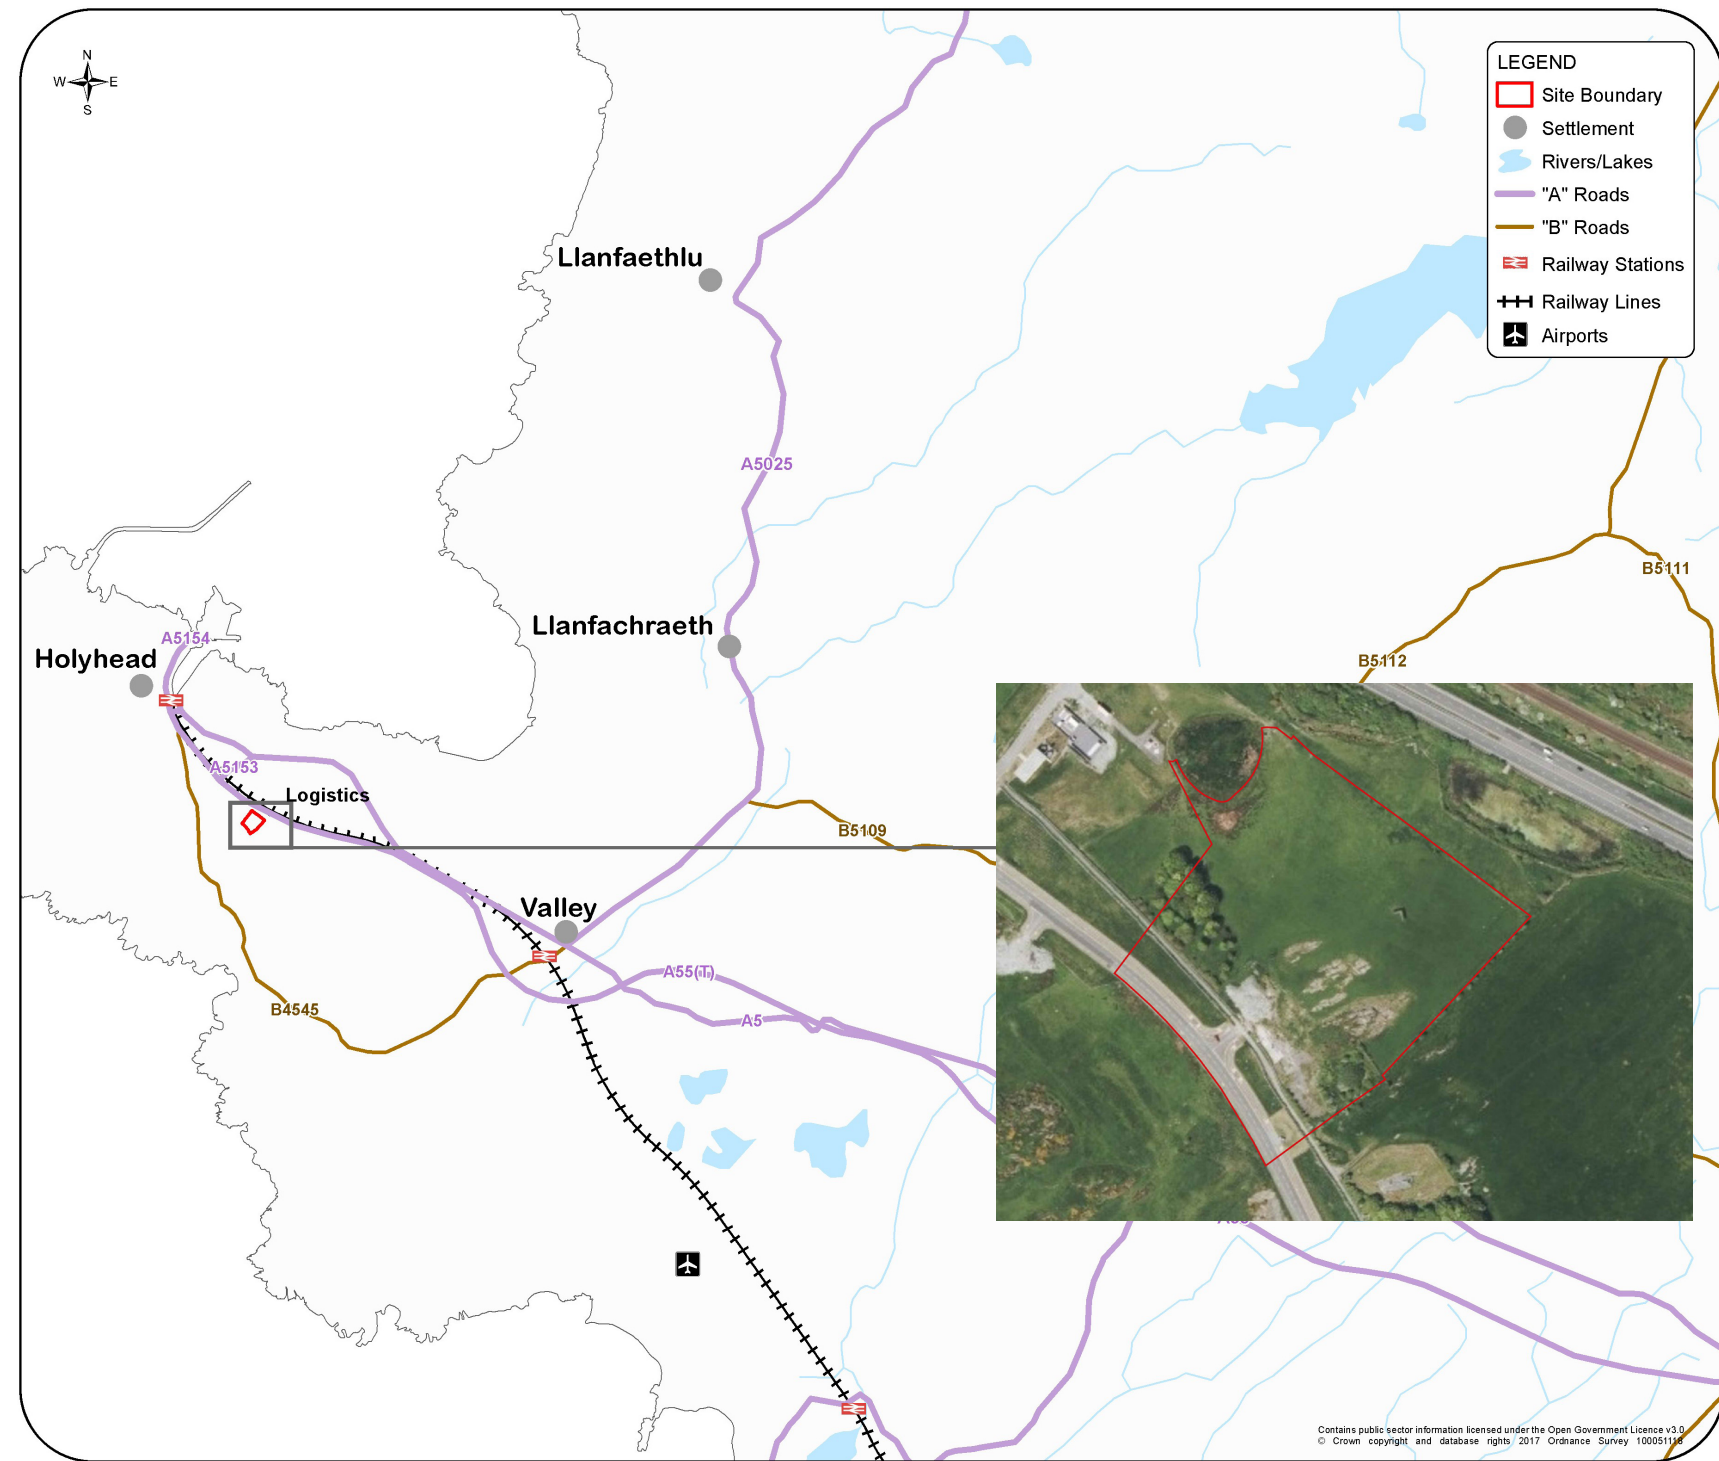 N
W E
S
LEGEND
Site Boundary
Settlement
Rivers/Lakes
"A" Roads
"B" Roads
Railway Stations
Railway Lines
Airports
Llanfaethlu
A5025
B5111
Llanfachraeth
A5154
Holyhead
B5112
A5153
Logistics
B5109
Valley
A55(T)
B4545
A5
Contains public sector information licensed under the Open Government Licence v3.0
© Crown copyright and database rights 2017 Ordnance Survey 100051118